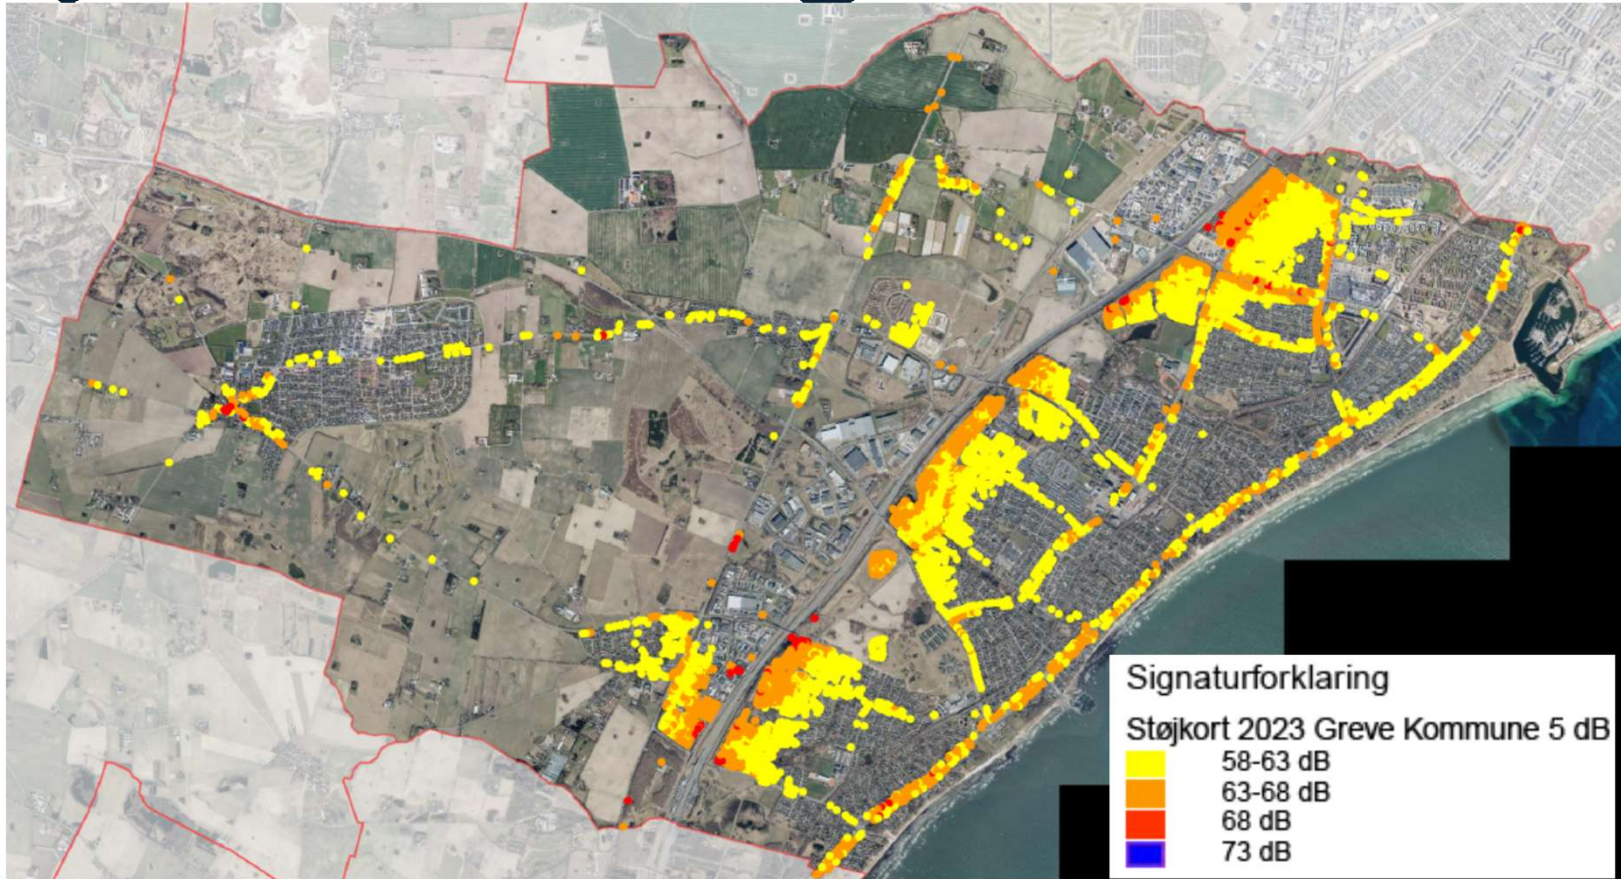 Signaturforklaring
Støjkort 2023 Greve Kommune 5 dB
58-63 dB
63-68 dB
68 dB
73 dB